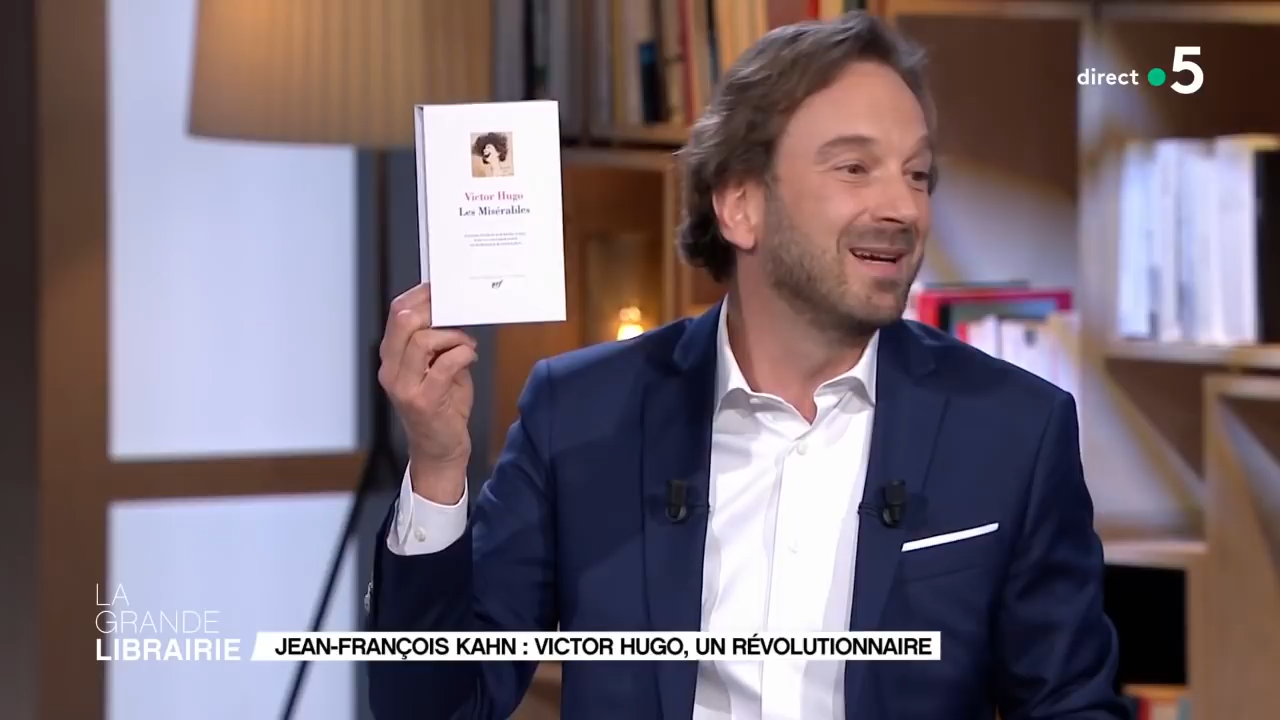 direct 5
Victor Hugo
Les Misérables
nrf
LA
GRANDE
LIBRAIRIE
JEAN-FRANÇOIS KAHN : VICTOR HUGO, UN RÉVOLUTIONNAIRE